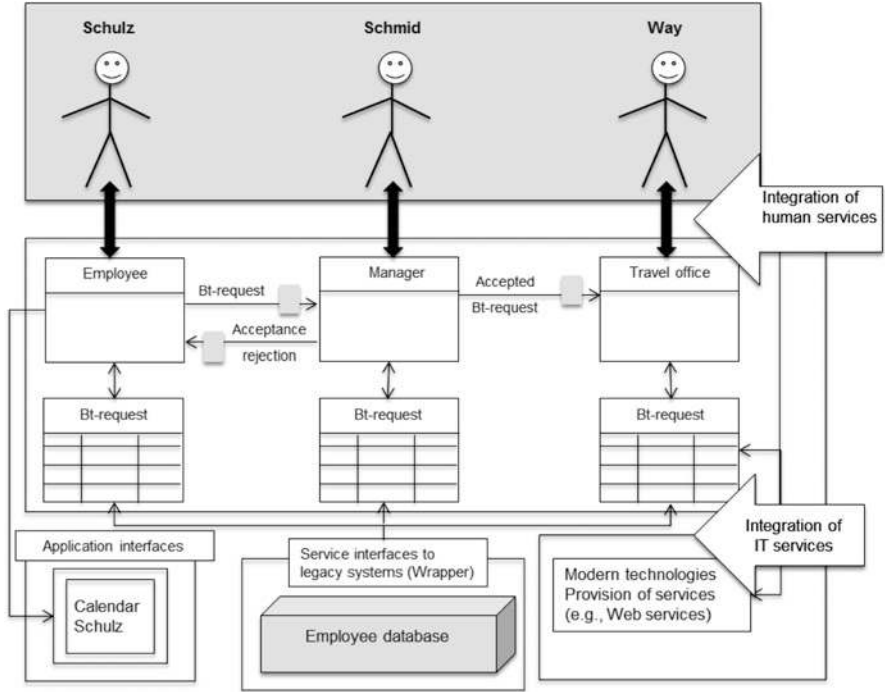 Schulz
Schmid
Way
Integration of
human services
Employee
Manager
Travel office
Bt-request
Accepted
Bt-request
Acceptance
rejection
Bt-request
Bt-request
Bt-request
Integration of
IT services
Application interfaces
Service interfaces to
legacy systems (Wrapper)
Modern technologies
Provision of services
(e.g., Web services)
Calendar
Schulz
Employee database